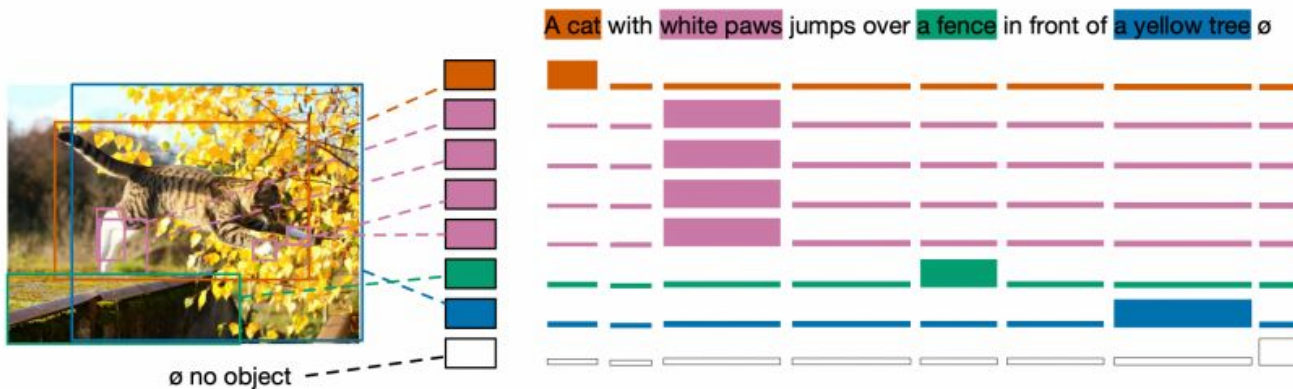 A cat with white paws jumps over a fence in front of a yellow tree ø
ø no object